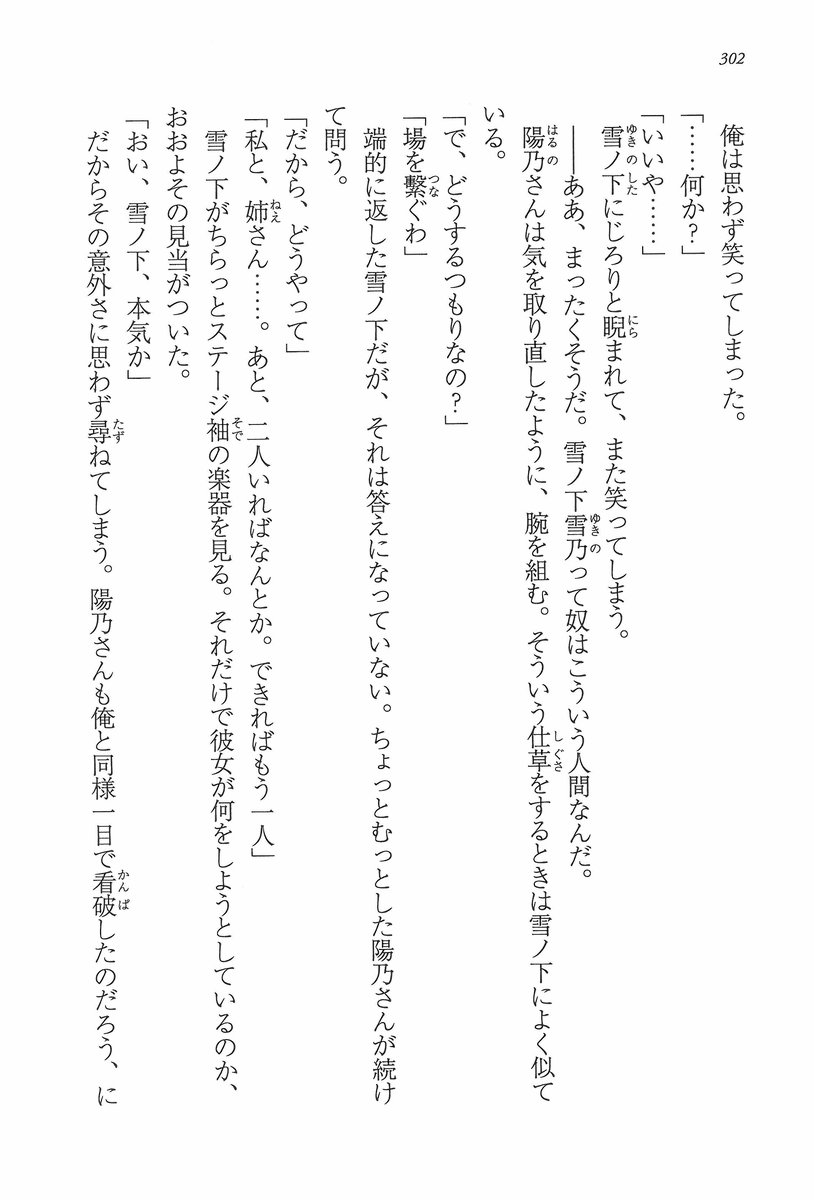 302
俺は思わず笑ってしまった。
「……何か？」
「いいや……」
雪ノ下にじろりと睨まれて、また笑ってしまう。
――ああ、まったくそうだ。雪ノ下雪乃って奴はこういう人間なんだ。
陽乃さんは気を取り直したように、腕を組む。そういう仕草をするときは雪ノ下によく似て
いる。
「で、どうするつもりなの？」
「場を繫ぐわ」
端的に返した雪ノ下だが、それは答えになっていない。ちょっとむっとした陽乃さんが続け
て問う。
「だから、どうやって」
「私と、姉さん……。あと、二人いればなんとか。できればもう一人」
雪ノ下がちらっとステージ袖の楽器を見る。それだけで彼女が何をしようとしているのか、
おおよその見当がついた。
「おい、雪ノ下、本気か」
だからその意外さに思わず尋ねてしまう。陽乃さんも俺と同様一目で看破したのだろう、に